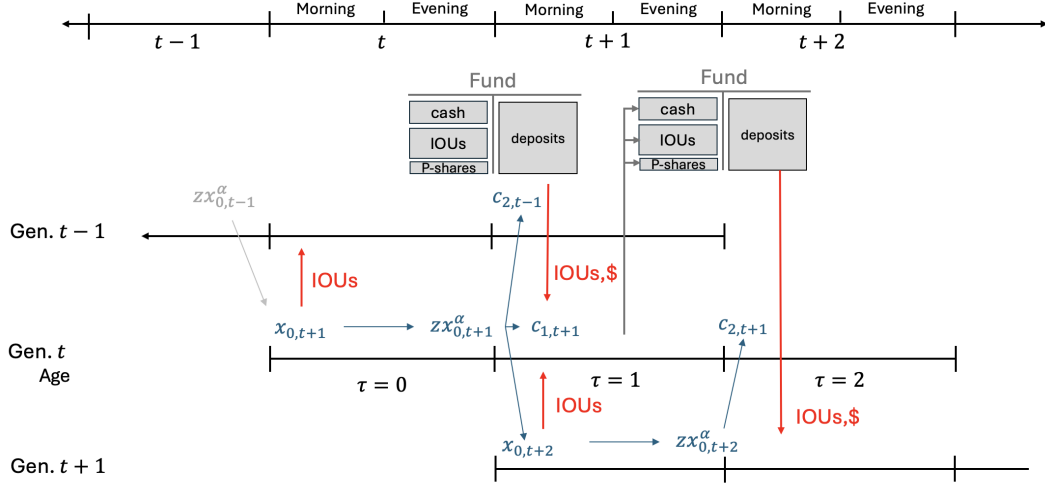 Morning Evening Morning Evening Morning Evening
t − 1 t t + 1 t + 2
Fund Fund
cash cash
IOUs deposits IOUs deposits
P-shares P-shares
zx^α_{0,t−1} c_{2,t−1}
Gen. t − 1
IOUs IOUs,$
x_{0,t+1} zx^α_{0,t+1} c_{1,t+1} c_{2,t+1}
Gen. t
Age τ = 0 τ = 1 τ = 2
IOUs IOUs,$
x_{0,t+2} zx^α_{0,t+2}
Gen. t + 1